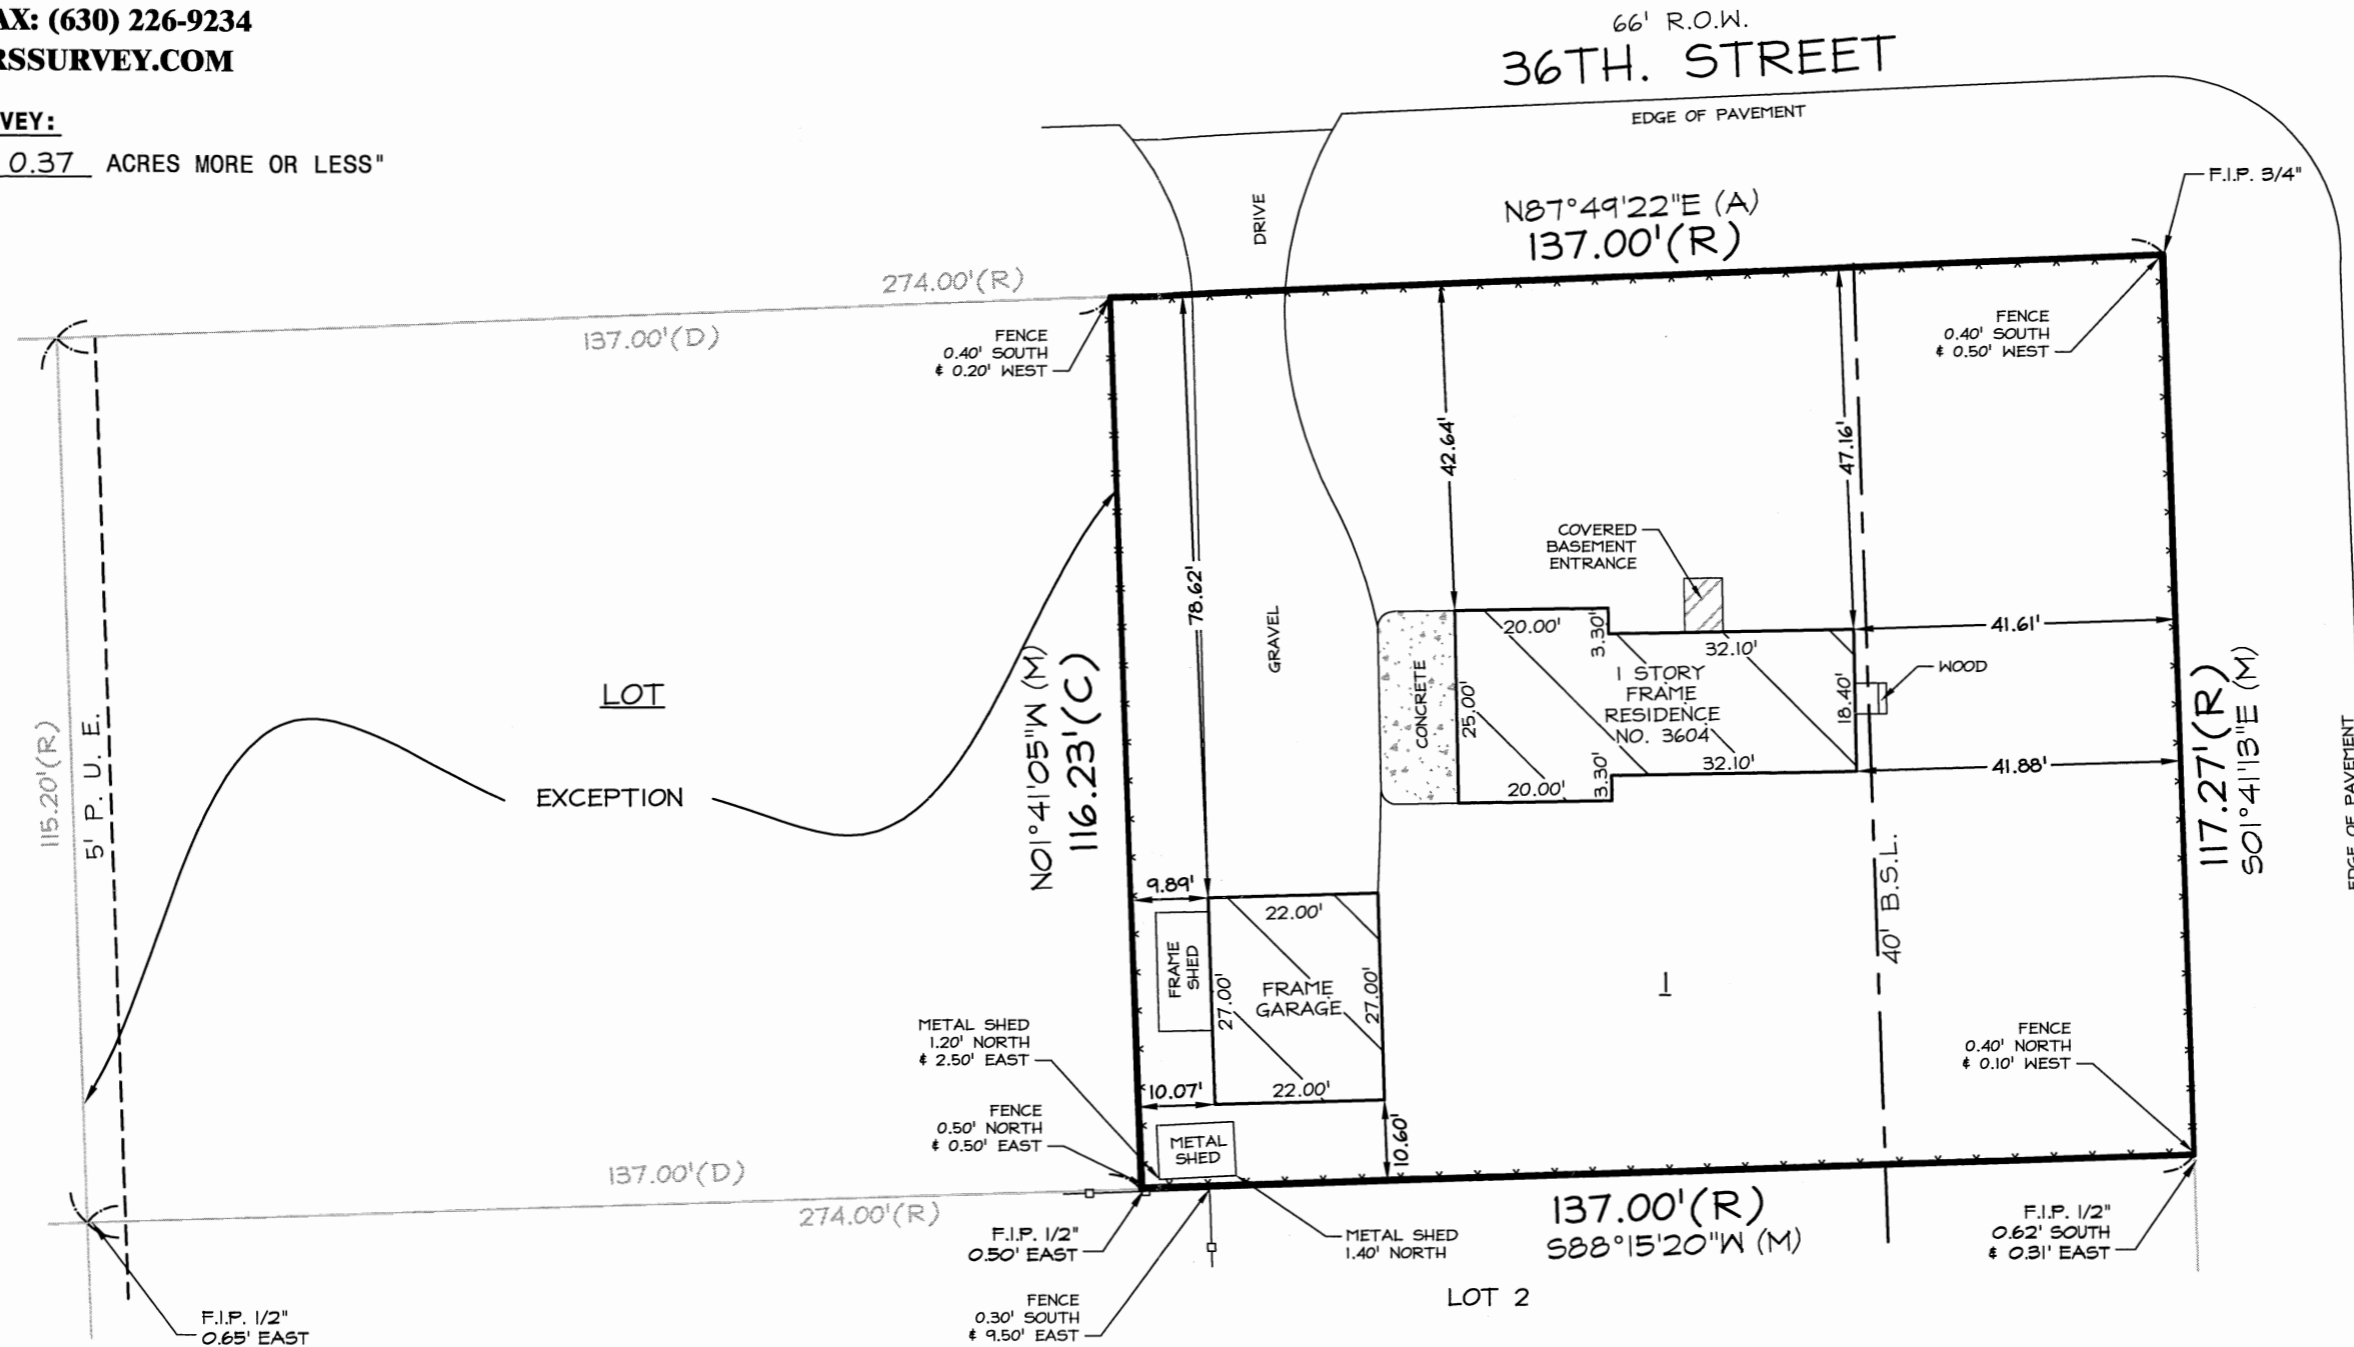 AX: (630) 226-9234
RSSURVEY.COM
VEY:
0.37 ACRES MORE OR LESS"
66' R.O.W.
36TH. STREET
EDGE OF PAVEMENT
F.I.P. 3/4"
DRIVE
N87°49'22"E (A)
137.00'(R)
274.00'(R)
137.00'(D)
FENCE
0.40' SOUTH
& 0.20' WEST
FENCE
0.40' SOUTH
& 0.50' WEST
42.64'
47.16'
78.62'
COVERED
BASEMENT
ENTRANCE
GRAVEL
CONCRETE
20.00'
3.30'
32.10'
41.61'
1 STORY
FRAME
RESIDENCE
NO. 3604
25.00'
18.40'
WOOD
20.00'
3.30'
32.10'
41.88'
LOT
EXCEPTION
115.20'(R)
5' P. U. E.
N01°41'05"W (M)
116.23'(C)
117.27'(R)
S01°41'13"E (M)
EDGE OF PAVEMENT
40' B.S.L.
9.89'
22.00'
FRAME
SHED
27.00'
FRAME
GARAGE
27.00'
22.00'
10.07'
10.60'
1
METAL SHED
1.20' NORTH
& 2.50' EAST
FENCE
0.50' NORTH
& 0.50' EAST
METAL
SHED
FENCE
0.40' NORTH
& 0.10' WEST
137.00'(D)
274.00'(R)
F.I.P. 1/2"
0.50' EAST
METAL SHED
1.40' NORTH
137.00'(R)
S88°15'20"W (M)
F.I.P. 1/2"
0.62' SOUTH
& 0.31' EAST
LOT 2
FENCE
0.30' SOUTH
& 9.50' EAST
F.I.P. 1/2"
0.65' EAST